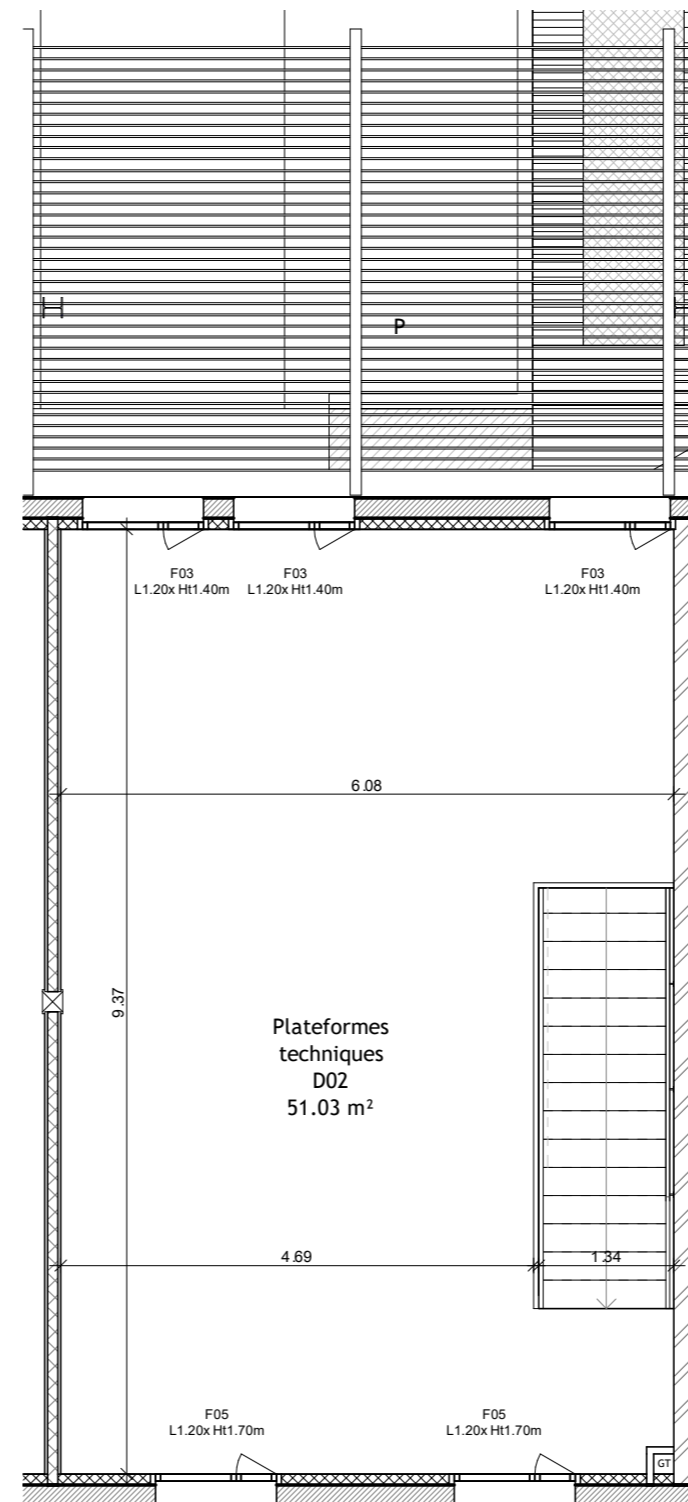 P
F03
L1.20x Ht1.40m
F03
L1.20x Ht1.40m
F03
L1.20x Ht1.40m
6.08
9.37
Plateformes
techniques
D02
51.03 m²
4.69
1.34
F05
L1.20x Ht1.70m
F05
L1.20x Ht1.70m
GT